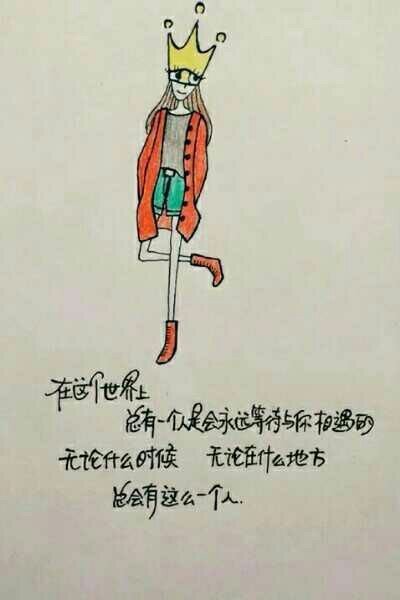 在这个世界上
总有一个人是会永远等待与你相遇的
无论什么时候 无论在什么地方
总会有这么一个人.